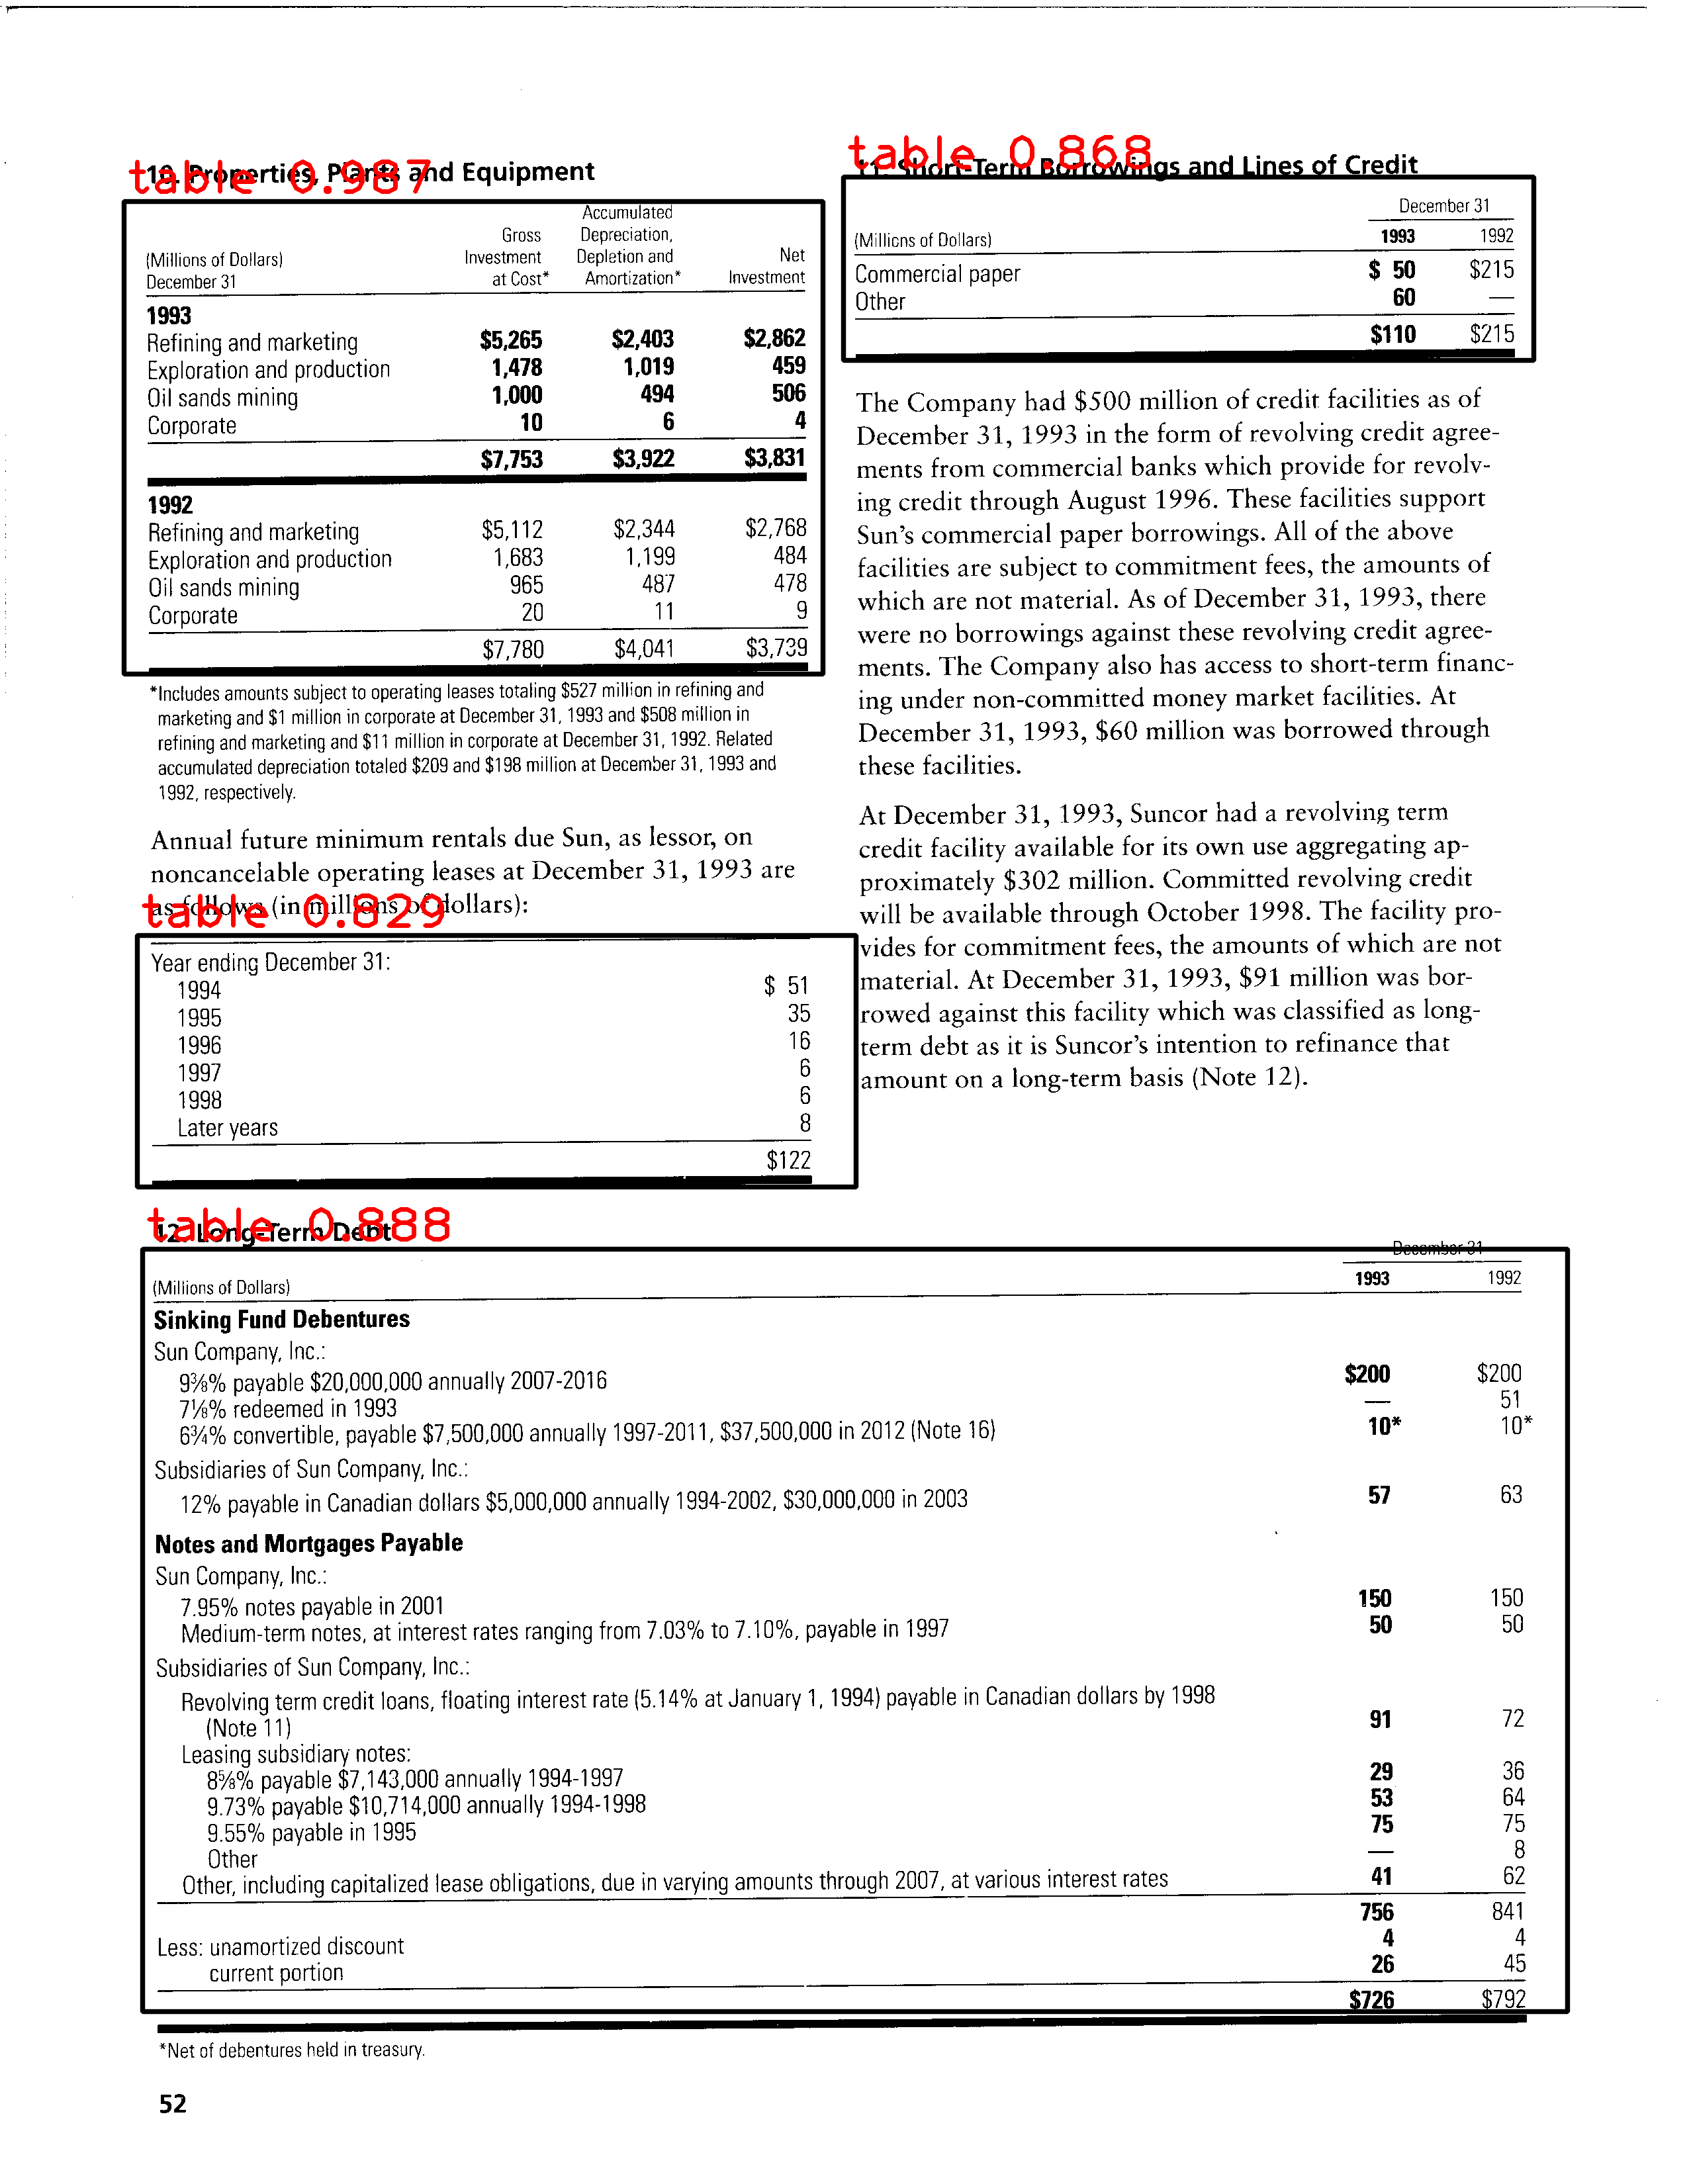 table 0.987
10. Properties, Plants and Equipment
(Millions of Dollars)
December 31
Gross
Investment
at Cost*
Accumulated
Depreciation,
Depletion and
Amortization*
Net
Investment
1993
Refining and marketing $5,265 $2,403 $2,862
Exploration and production 1,478 1,019 459
Oil sands mining 1,000 494 506
Corporate 10 6 4
$7,753 $3,922 $3,831
1992
Refining and marketing $5,112 $2,344 $2,768
Exploration and production 1,683 1,199 484
Oil sands mining 965 487 478
Corporate 20 11 9
$7,780 $4,041 $3,739
*Includes amounts subject to operating leases totaling $527 million in refining and
marketing and $1 million in corporate at December 31, 1993 and $508 million in
refining and marketing and $11 million in corporate at December 31, 1992. Related
accumulated depreciation totaled $209 and $198 million at December 31, 1993 and
1992, respectively.
Annual future minimum rentals due Sun, as lessor, on
noncancelable operating leases at December 31, 1993 are
as follows (in millions of dollars):
table 0.829
Year ending December 31:
1994 $ 51
1995 35
1996 16
1997 6
1998 6
Later years 8
$122
table 0.868
11. Short-Term Borrowings and Lines of Credit
December 31
(Millions of Dollars) 1993 1992
Commercial paper $ 50 $215
Other 60 —
$110 $215
The Company had $500 million of credit facilities as of
December 31, 1993 in the form of revolving credit agree-
ments from commercial banks which provide for revolv-
ing credit through August 1996. These facilities support
Sun's commercial paper borrowings. All of the above
facilities are subject to commitment fees, the amounts of
which are not material. As of December 31, 1993, there
were no borrowings against these revolving credit agree-
ments. The Company also has access to short-term financ-
ing under non-committed money market facilities. At
December 31, 1993, $60 million was borrowed through
these facilities.
At December 31, 1993, Suncor had a revolving term
credit facility available for its own use aggregating ap-
proximately $302 million. Committed revolving credit
will be available through October 1998. The facility pro-
vides for commitment fees, the amounts of which are not
material. At December 31, 1993, $91 million was bor-
rowed against this facility which was classified as long-
term debt as it is Suncor's intention to refinance that
amount on a long-term basis (Note 12).
table 0.888
12. Long-Term Debt
December 31
(Millions of Dollars) 1993 1992
Sinking Fund Debentures
Sun Company, Inc.:
9⅜% payable $20,000,000 annually 2007-2016 $200 $200
7⅛% redeemed in 1993 — 51
6¾% convertible, payable $7,500,000 annually 1997-2011, $37,500,000 in 2012 (Note 16) 10* 10*
Subsidiaries of Sun Company, Inc.:
12% payable in Canadian dollars $5,000,000 annually 1994-2002, $30,000,000 in 2003 57 63
Notes and Mortgages Payable
Sun Company, Inc.:
7.95% notes payable in 2001 150 150
Medium-term notes, at interest rates ranging from 7.03% to 7.10%, payable in 1997 50 50
Subsidiaries of Sun Company, Inc.:
Revolving term credit loans, floating interest rate (5.14% at January 1, 1994) payable in Canadian dollars by 1998
(Note 11) 91 72
Leasing subsidiary notes:
8⅝% payable $7,143,000 annually 1994-1997 29 36
9.73% payable $10,714,000 annually 1994-1998 53 64
9.55% payable in 1995 75 75
Other — 8
Other, including capitalized lease obligations, due in varying amounts through 2007, at various interest rates 41 62
756 841
Less: unamortized discount 4 4
current portion 26 45
$726 $792
*Net of debentures held in treasury.
52